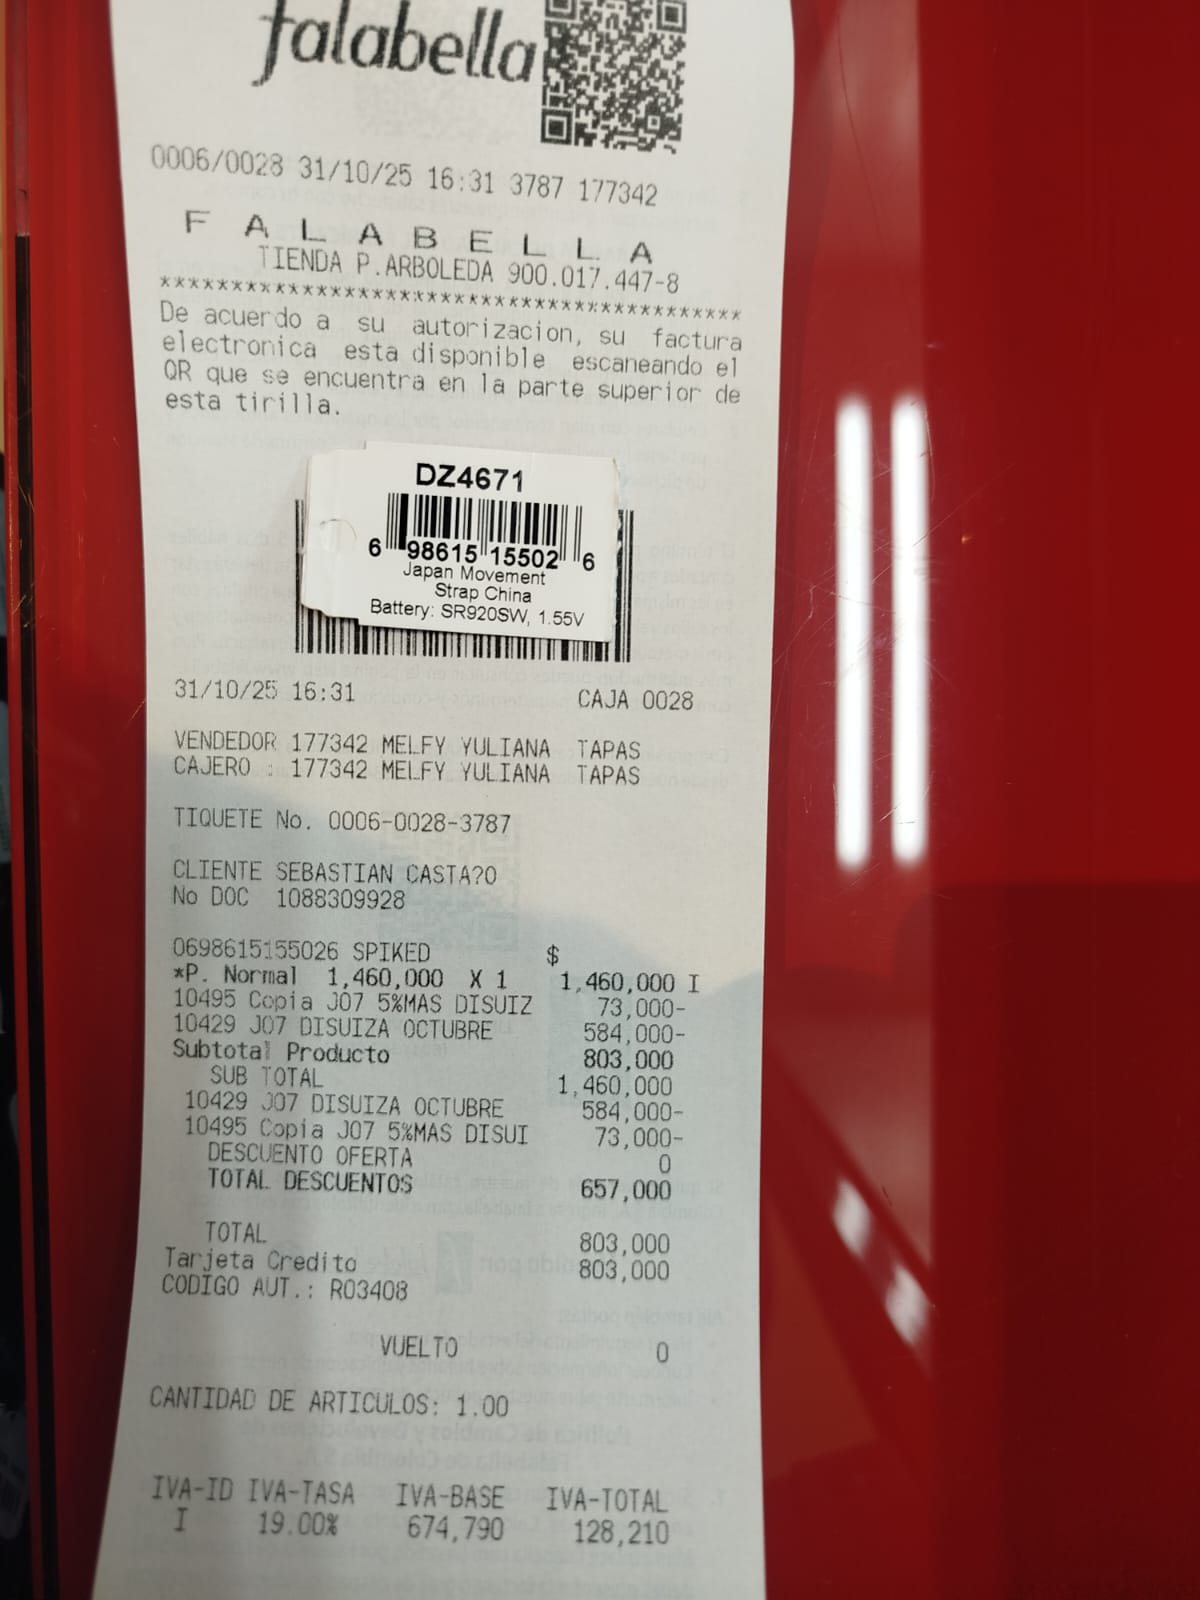 falabella
0006/0028 31/10/25 16:31 3787 177342
F A L A B E L L A
TIENDA P.ARBOLEDA 900.017.447-8
*****************************************
De acuerdo a su autorizacion, su factura
electronica esta disponible escaneando el
QR que se encuentra en la parte superior de
esta tirilla.
DZ4671
6 98615 15502 6
Japan Movement
Strap China
Battery: SR920SW, 1.55V
31/10/25 16:31 CAJA 0028
VENDEDOR 177342 MELFY YULIANA TAPAS
CAJERO : 177342 MELFY YULIANA TAPAS
TIQUETE No. 0006-0028-3787
CLIENTE SEBASTIAN CASTA?O
No DOC 1088309928
0698615155026 SPIKED $
*P. Normal 1,460,000 X 1 1,460,000 I
10495 Copia J07 5%MAS DISUIZ 73,000-
10429 J07 DISUIZA OCTUBRE 584,000-
Subtotal Producto 803,000
SUB TOTAL 1,460,000
10429 J07 DISUIZA OCTUBRE 584,000-
10495 Copia J07 5%MAS DISUI 73,000-
DESCUENTO OFERTA 0
TOTAL DESCUENTOS 657,000
TOTAL 803,000
Tarjeta Credito 803,000
CODIGO AUT.: R03408
VUELTO 0
CANTIDAD DE ARTICULOS: 1.00
IVA-ID IVA-TASA IVA-BASE IVA-TOTAL
I 19.00% 674,790 128,210